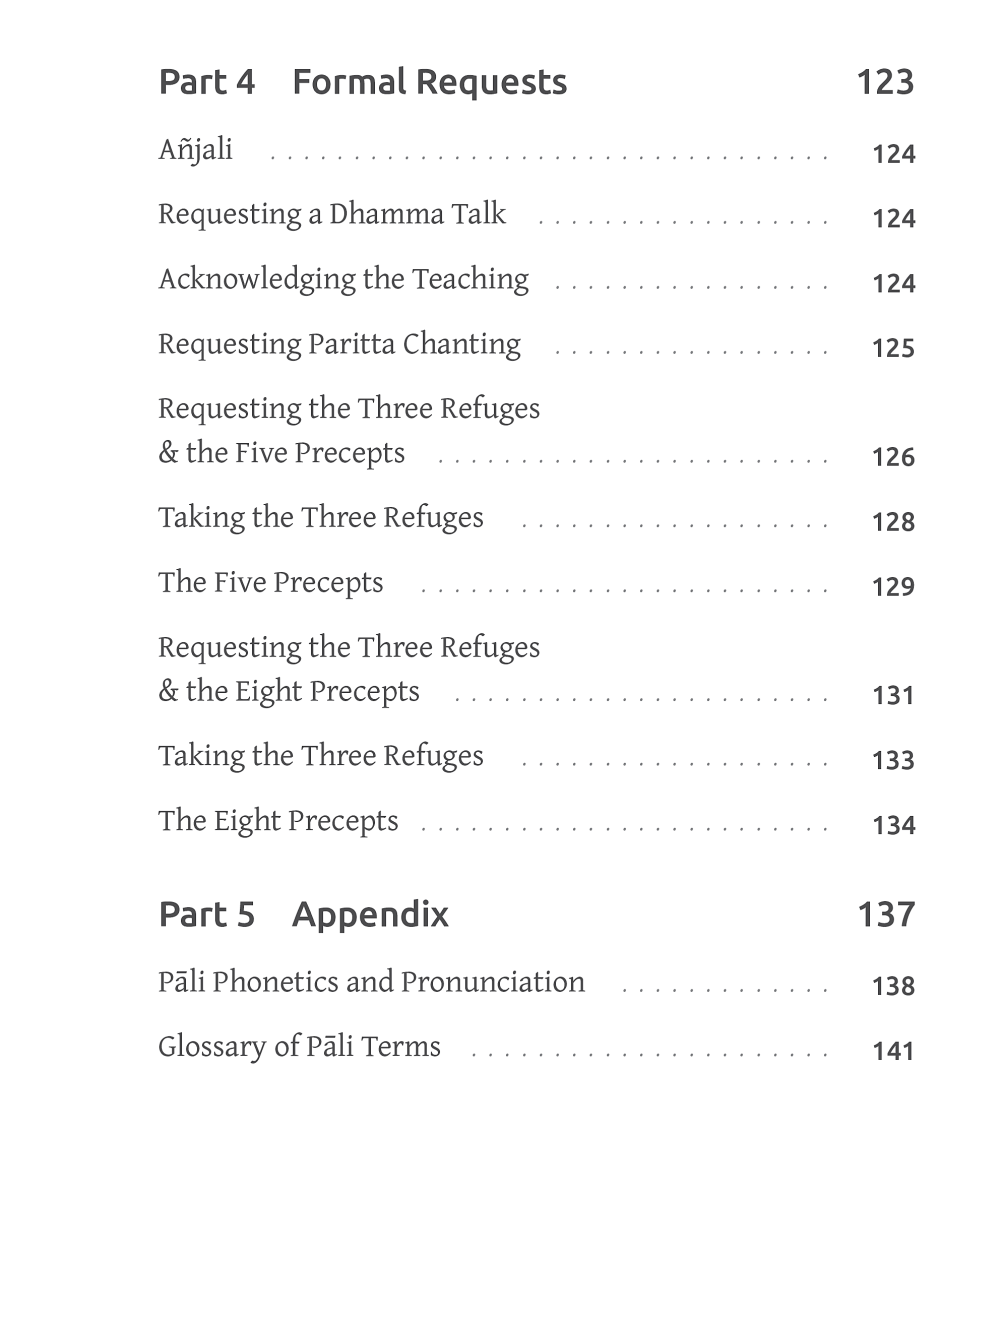 Part 4 Formal Requests 123
Añjali . . . . . . . . . . . . . . . . . . . . . . . . . . . . . . . . . . 124
Requesting a Dhamma Talk . . . . . . . . . . . . . . . . . . 124
Acknowledging the Teaching . . . . . . . . . . . . . . . . . 124
Requesting Paritta Chanting . . . . . . . . . . . . . . . . . 125
Requesting the Three Refuges
& the Five Precepts . . . . . . . . . . . . . . . . . . . . . . . . 126
Taking the Three Refuges . . . . . . . . . . . . . . . . . . . 128
The Five Precepts . . . . . . . . . . . . . . . . . . . . . . . . . 129
Requesting the Three Refuges
& the Eight Precepts . . . . . . . . . . . . . . . . . . . . . . . 131
Taking the Three Refuges . . . . . . . . . . . . . . . . . . . 133
The Eight Precepts . . . . . . . . . . . . . . . . . . . . . . . . . 134
Part 5 Appendix 137
Pāli Phonetics and Pronunciation . . . . . . . . . . . . . 138
Glossary of Pāli Terms . . . . . . . . . . . . . . . . . . . . . . 141